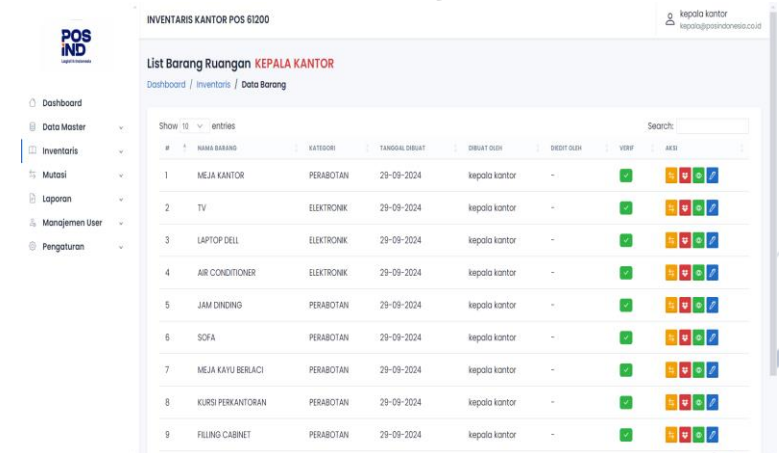 POS
IND
Logistik Indonesia
INVENTARIS KANTOR POS 61200
kepala kantor
kepala@posindonesia.co.id
List Barang Ruangan KEPALA KANTOR
Dashboard / Inventaris / Data Barang
Dashboard
Data Master
Inventaris
Mutasi
Laporan
Manajemen User
Pengaturan
Show 10 entries
Search:
# NAMA BARANG KATEGORI TANGGAL DIBUAT DIBUAT OLEH DIEDIT OLEH VERIF AKSI
1 MEJA KANTOR PERABOTAN 29-09-2024 kepala kantor -
2 TV ELEKTRONIK 29-09-2024 kepala kantor -
3 LAPTOP DELL ELEKTRONIK 29-09-2024 kepala kantor -
4 AIR CONDITIONER ELEKTRONIK 29-09-2024 kepala kantor -
5 JAM DINDING PERABOTAN 29-09-2024 kepala kantor -
6 SOFA PERABOTAN 29-09-2024 kepala kantor -
7 MEJA KAYU BERLACI PERABOTAN 29-09-2024 kepala kantor -
8 KURSI PERKANTORAN PERABOTAN 29-09-2024 kepala kantor -
9 FILLING CABINET PERABOTAN 29-09-2024 kepala kantor -